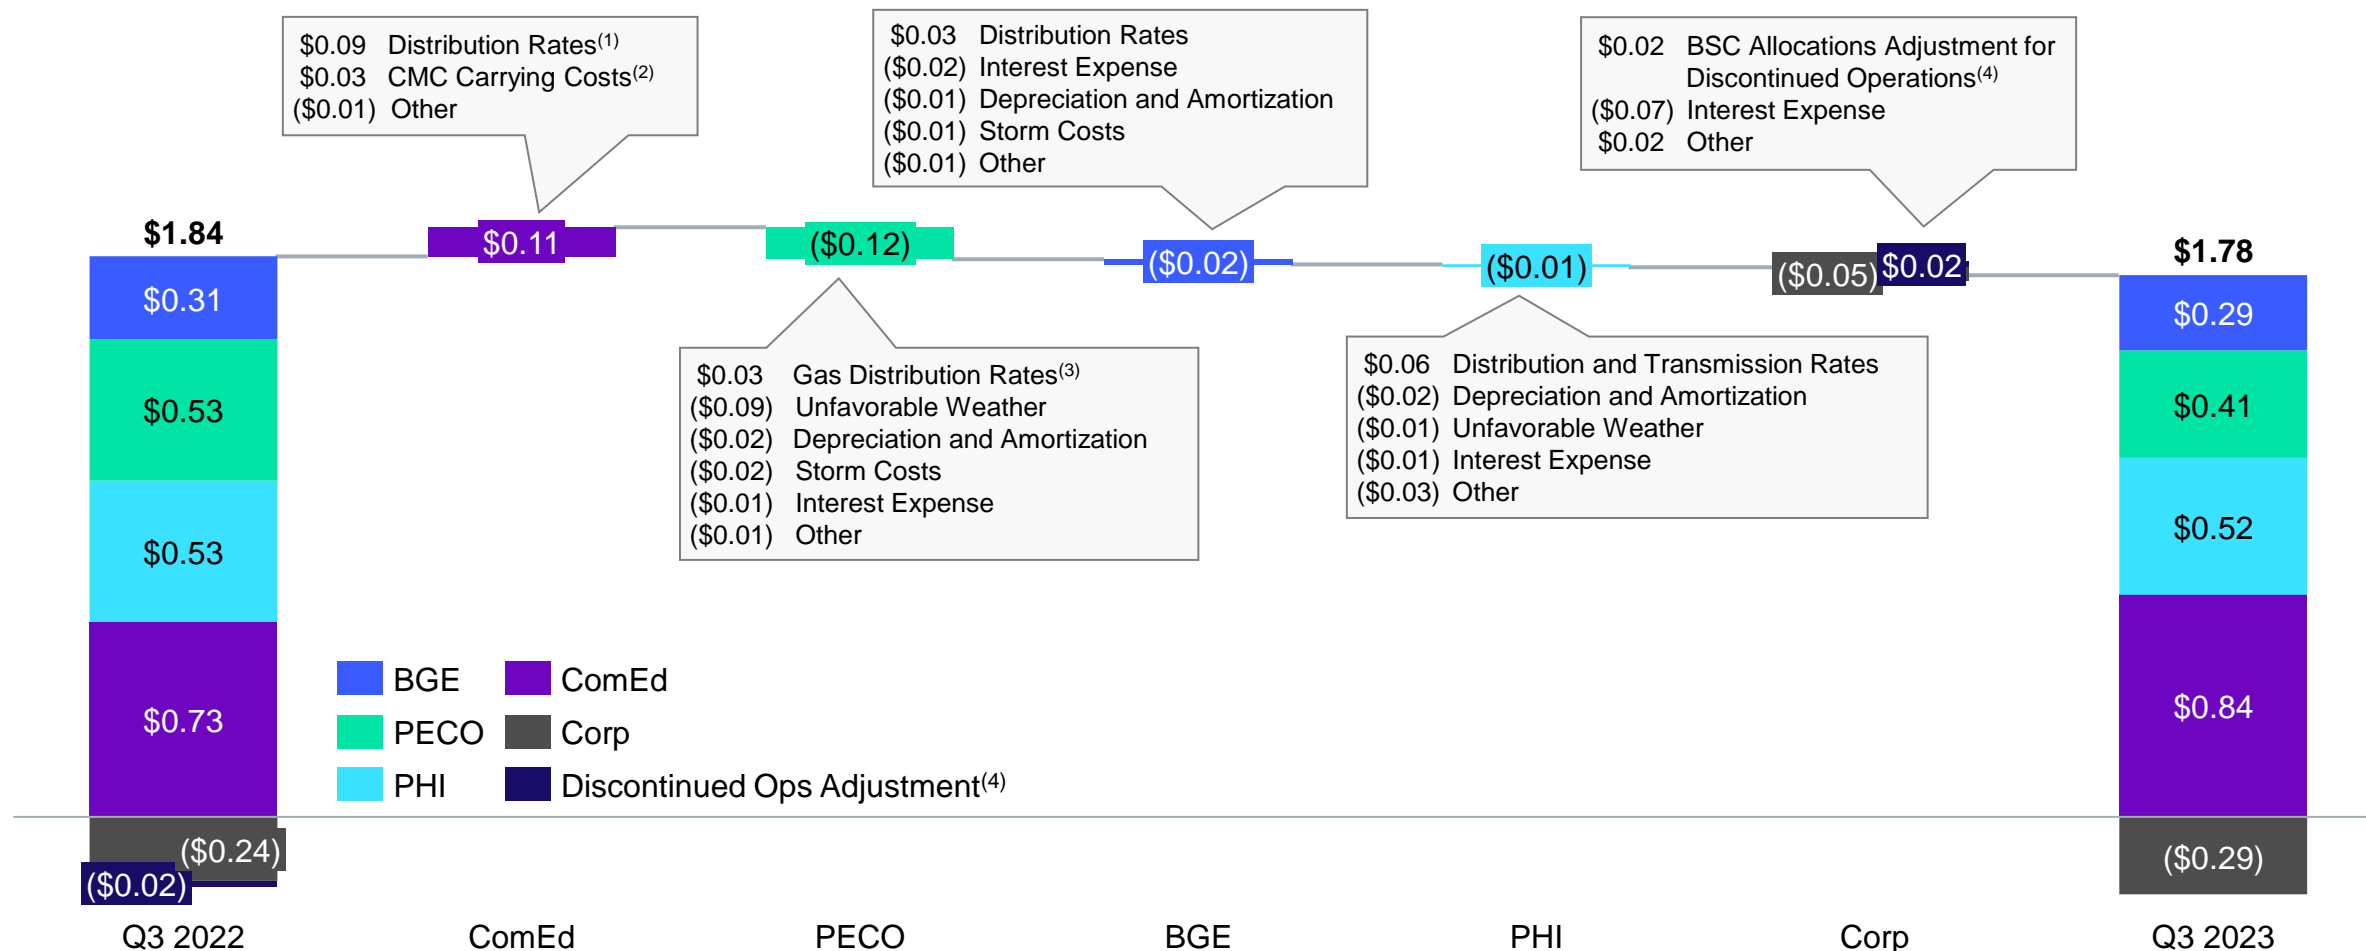 $0.09 Distribution Rates(1)
$0.03 CMC Carrying Costs(2)
($0.01) Other
$0.03 Distribution Rates
($0.02) Interest Expense
($0.01) Depreciation and Amortization
($0.01) Storm Costs
($0.01) Other
$0.02 BSC Allocations Adjustment for
Discontinued Operations(4)
($0.07) Interest Expense
$0.02 Other
$1.84
$0.31
$0.53
$0.53
$0.73
($0.24)
($0.02)
$0.11
($0.12)
($0.02)
($0.01)
($0.05)
$0.02
$1.78
$0.29
$0.41
$0.52
$0.84
($0.29)
$0.03 Gas Distribution Rates(3)
($0.09) Unfavorable Weather
($0.02) Depreciation and Amortization
($0.02) Storm Costs
($0.01) Interest Expense
($0.01) Other
$0.06 Distribution and Transmission Rates
($0.02) Depreciation and Amortization
($0.01) Unfavorable Weather
($0.01) Interest Expense
($0.03) Other
BGE
ComEd
PECO
Corp
PHI
Discontinued Ops Adjustment(4)
Q3 2022
ComEd
PECO
BGE
PHI
Corp
Q3 2023